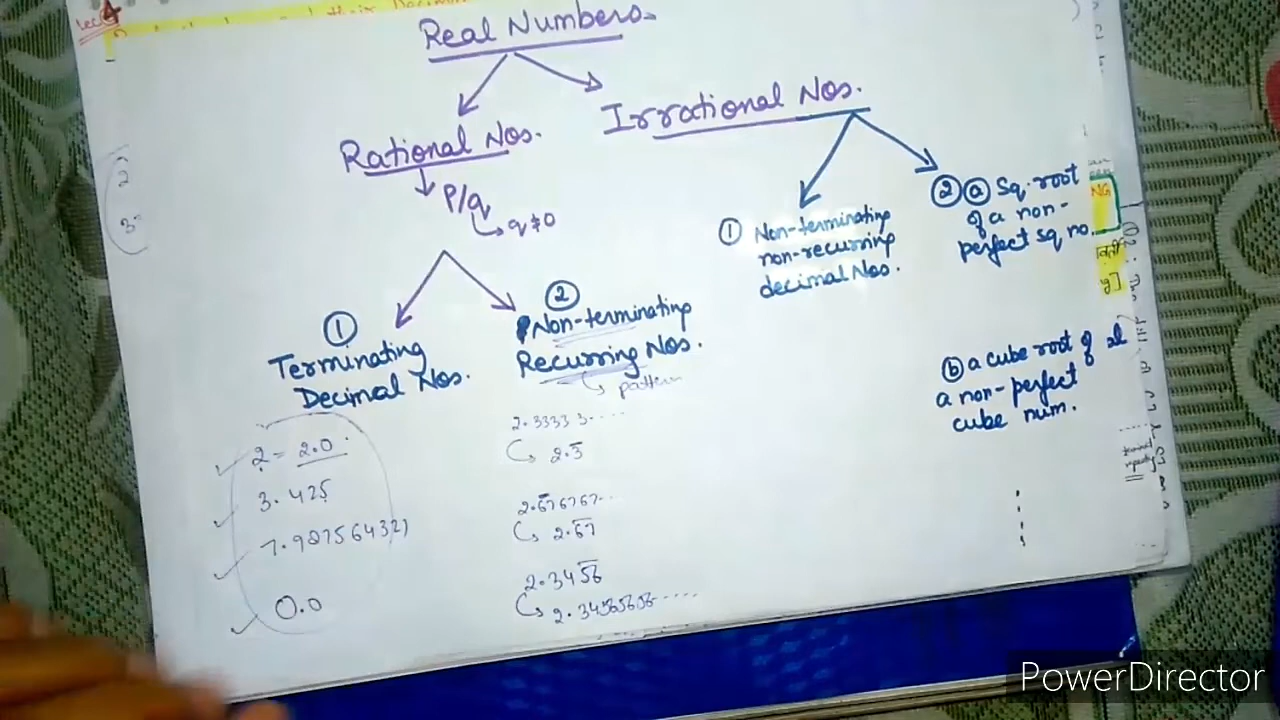 Real Numbers
Rational Nos.
P/q
q ≠ 0
Irrational Nos.
① Terminating
Decimal Nos.
2 = 2.0
3.425
7.987564321
0.0
②
Non-terminating
Recurring Nos.
pattern
2.33333....
2.3̅
2.676767...
2.6̅7̅
2.345̅6̅
2.34565656.....
① Non-terminating
non-recurring
decimal Nos.
② ⓐ Sq. root
of a non-
perfect sq no.
ⓑ a cube root of
a non-perfect
cube num.
NG
PowerDirector